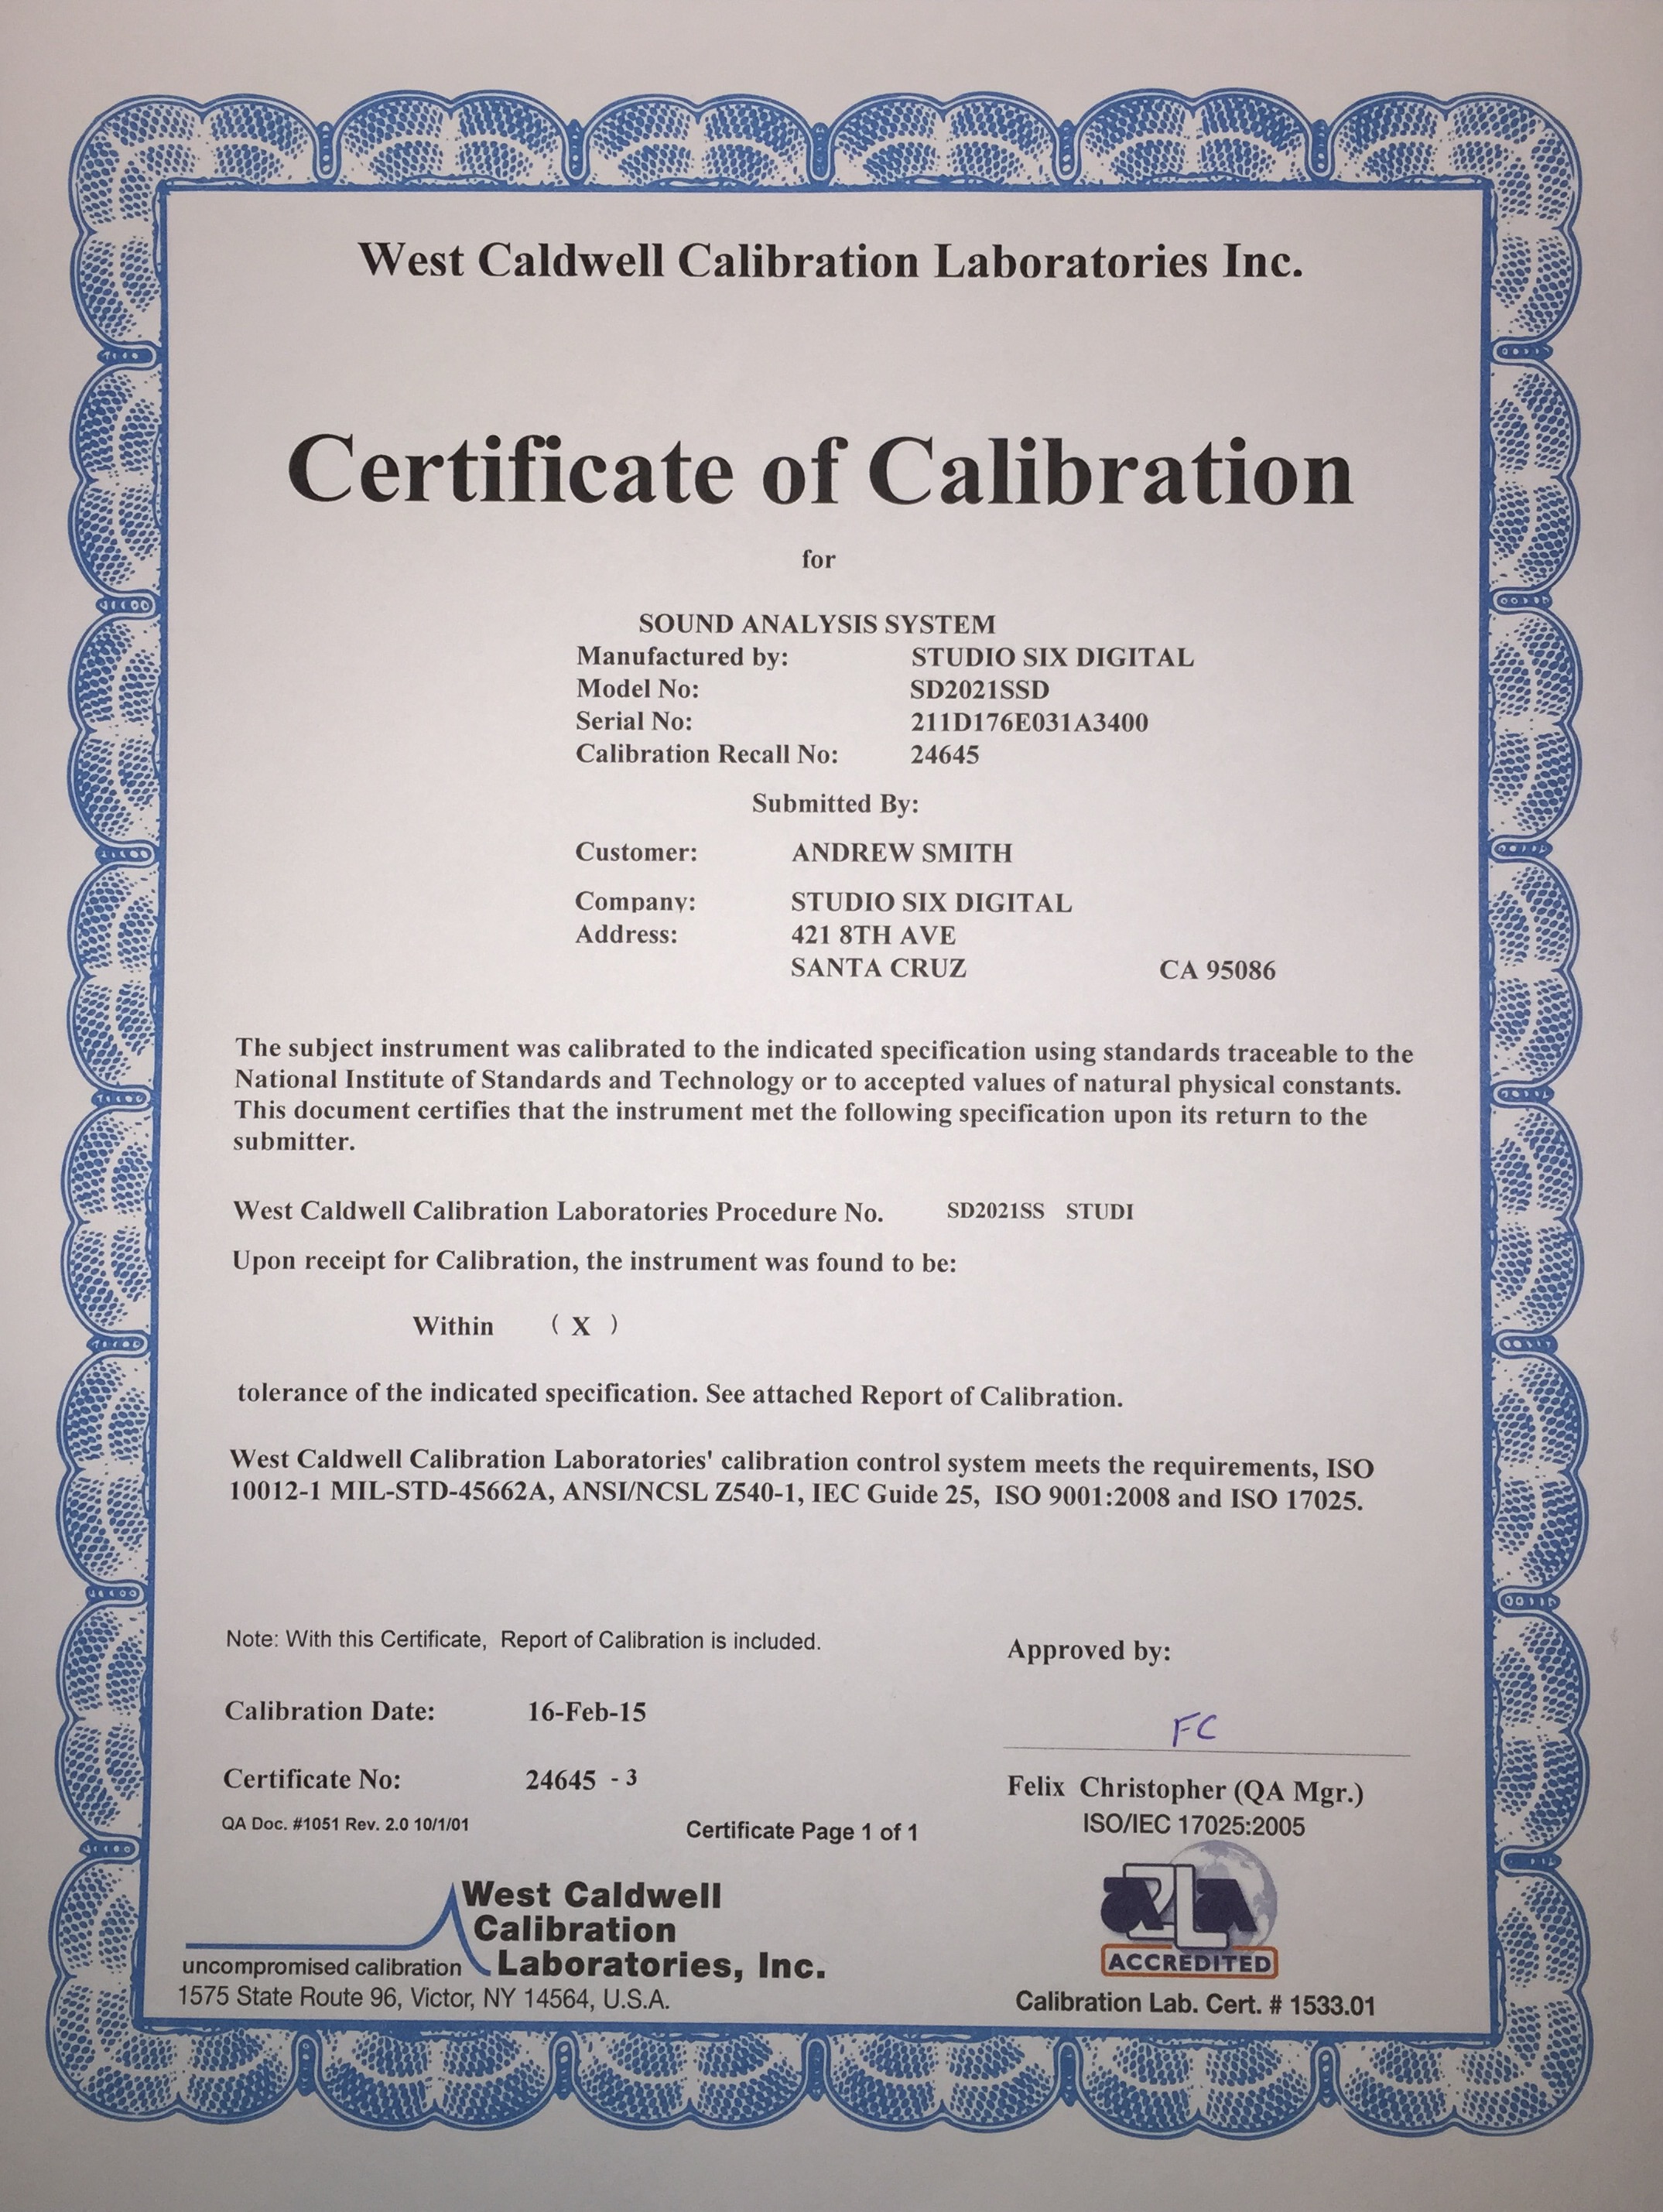 West Caldwell Calibration Laboratories Inc.
Certificate of Calibration
for
SOUND ANALYSIS SYSTEM
Manufactured by: STUDIO SIX DIGITAL
Model No: SD2021SSD
Serial No: 211D176E031A3400
Calibration Recall No: 24645
Submitted By:
Customer: ANDREW SMITH
Company: STUDIO SIX DIGITAL
Address: 421 8TH AVE
SANTA CRUZ CA 95086
The subject instrument was calibrated to the indicated specification using standards traceable to the
National Institute of Standards and Technology or to accepted values of natural physical constants.
This document certifies that the instrument met the following specification upon its return to the
submitter.
West Caldwell Calibration Laboratories Procedure No. SD2021SS STUDI
Upon receipt for Calibration, the instrument was found to be:
Within ( X )
tolerance of the indicated specification. See attached Report of Calibration.
West Caldwell Calibration Laboratories' calibration control system meets the requirements, ISO
10012-1 MIL-STD-45662A, ANSI/NCSL Z540-1, IEC Guide 25, ISO 9001:2008 and ISO 17025.
Note: With this Certificate, Report of Calibration is included.
Approved by:
Calibration Date: 16-Feb-15
FC
Certificate No: 24645 - 3
Felix Christopher (QA Mgr.)
QA Doc. #1051 Rev. 2.0 10/1/01
Certificate Page 1 of 1
ISO/IEC 17025:2005
West Caldwell
Calibration
uncompromised calibration Laboratories, Inc.
1575 State Route 96, Victor, NY 14564, U.S.A.
A2LA
ACCREDITED
Calibration Lab. Cert. # 1533.01